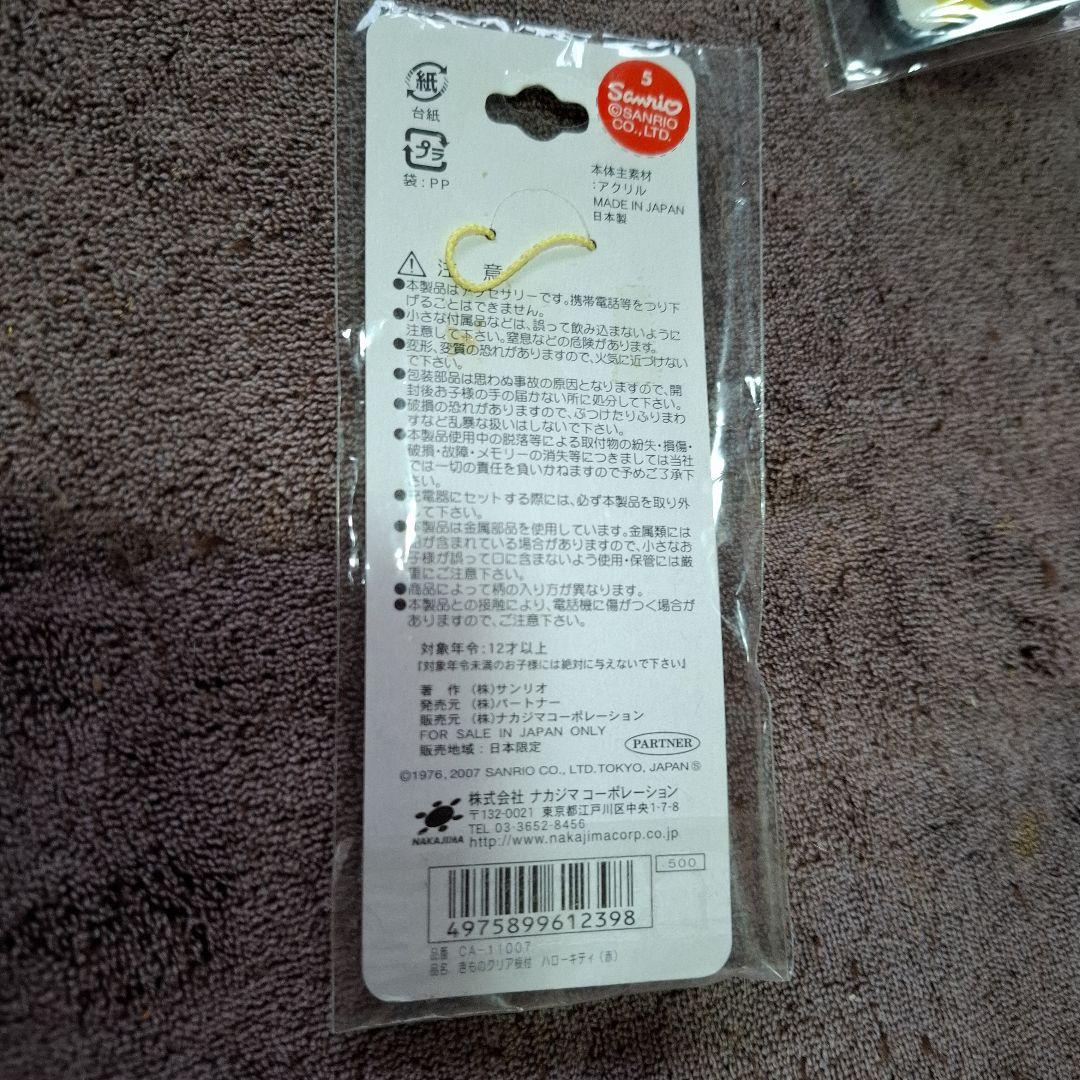 紙
台紙
プラ
袋:PP
5
Sanrio
©SANRIO
CO., LTD.
本体主素材
:アクリル
MADE IN JAPAN
日本製
注 意
●本製品はアクセサリーです。携帯電話等をつり下
げることはできません。
●小さな付属品などは、誤って飲み込まないように
注意して下さい。窒息などの危険があります。
●変形、変質の恐れがありますので、火気に近づけない
で下さい。
●包装部品は思わぬ事故の原因となりますので、開
封後お子様の手の届かない所に処分して下さい。
●破損の恐れがありますので、ぶつけたりふりまわ
すなど乱暴な扱いはしないで下さい。
●本製品使用中の脱落等による取付物の紛失・損傷・
破損・故障・メモリーの消失等につきましては当社
では一切の責任を負いかねますので予めご了承下
さい。
●充電器にセットする際には、必ず本製品を取り外
して下さい。
●本製品は金属部品を使用しています。金属類には
が含まれている場合がありますので、小さなお
子様が誤って口に含まないよう使用・保管には厳
重にご注意下さい。
●商品によって柄の入り方が異なります。
●本製品との接触により、電話機に傷がつく場合が
ありますので、ご注意下さい。
対象年令:12才以上
『対象年令未満のお子様には絶対に与えないで下さい』
著 作 (株)サンリオ
発売元 (株)パートナー
販売元 (株)ナカジマコーポレーション
FOR SALE IN JAPAN ONLY
販売地域:日本限定
PARTNER
©1976, 2007 SANRIO CO., LTD. TOKYO, JAPAN Ⓢ
NAKAJIMA
株式会社 ナカジマコーポレーション
〒132-0021 東京都江戸川区中央1-7-8
TEL 03-3652-8456
http://www.nakajimacorp.co.jp
500
4975899612398
品番 CA-11007
品名 きものクリア根付 ハローキティ(赤)